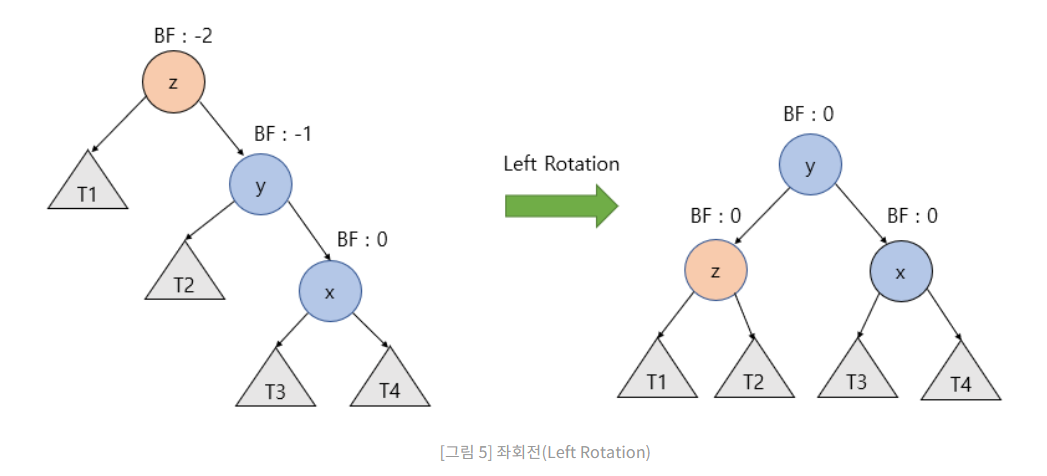 BF : -2
z
BF : -1
T1
y
BF : 0
T2
x
T3
T4
Left Rotation
BF : 0
y
BF : 0
BF : 0
z
x
T1
T2
T3
T4
[그림 5] 좌회전(Left Rotation)